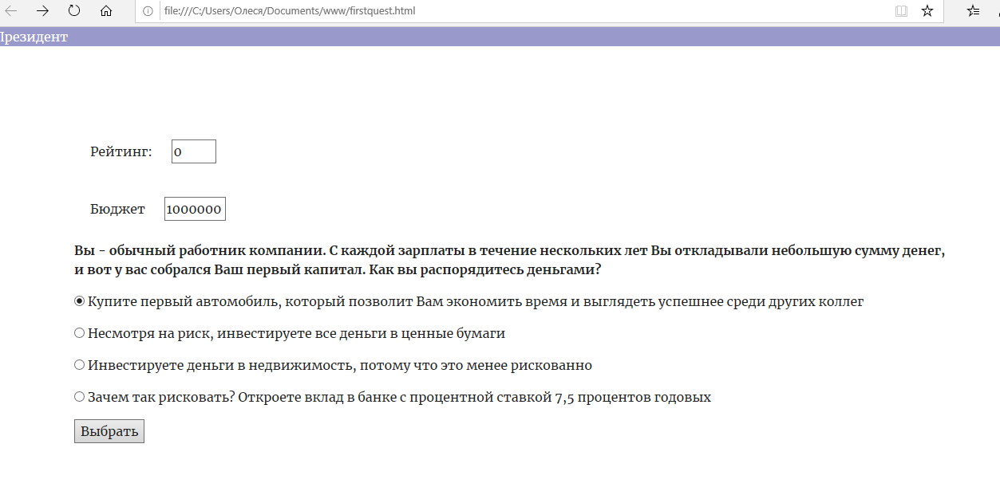 file:///C:/Users/Олеся/Documents/www/firstquest.html
Президент
Рейтинг: 0
Бюджет 1000000
Вы - обычный работник компании. С каждой зарплаты в течение нескольких лет Вы откладывали небольшую сумму денег,
и вот у вас собрался Ваш первый капитал. Как вы распорядитесь деньгами?
Купите первый автомобиль, который позволит Вам экономить время и выглядеть успешнее среди других коллег
Несмотря на риск, инвестируете все деньги в ценные бумаги
Инвестируете деньги в недвижимость, потому что это менее рискованно
Зачем так рисковать? Откроете вклад в банке с процентной ставкой 7,5 процентов годовых
Выбрать